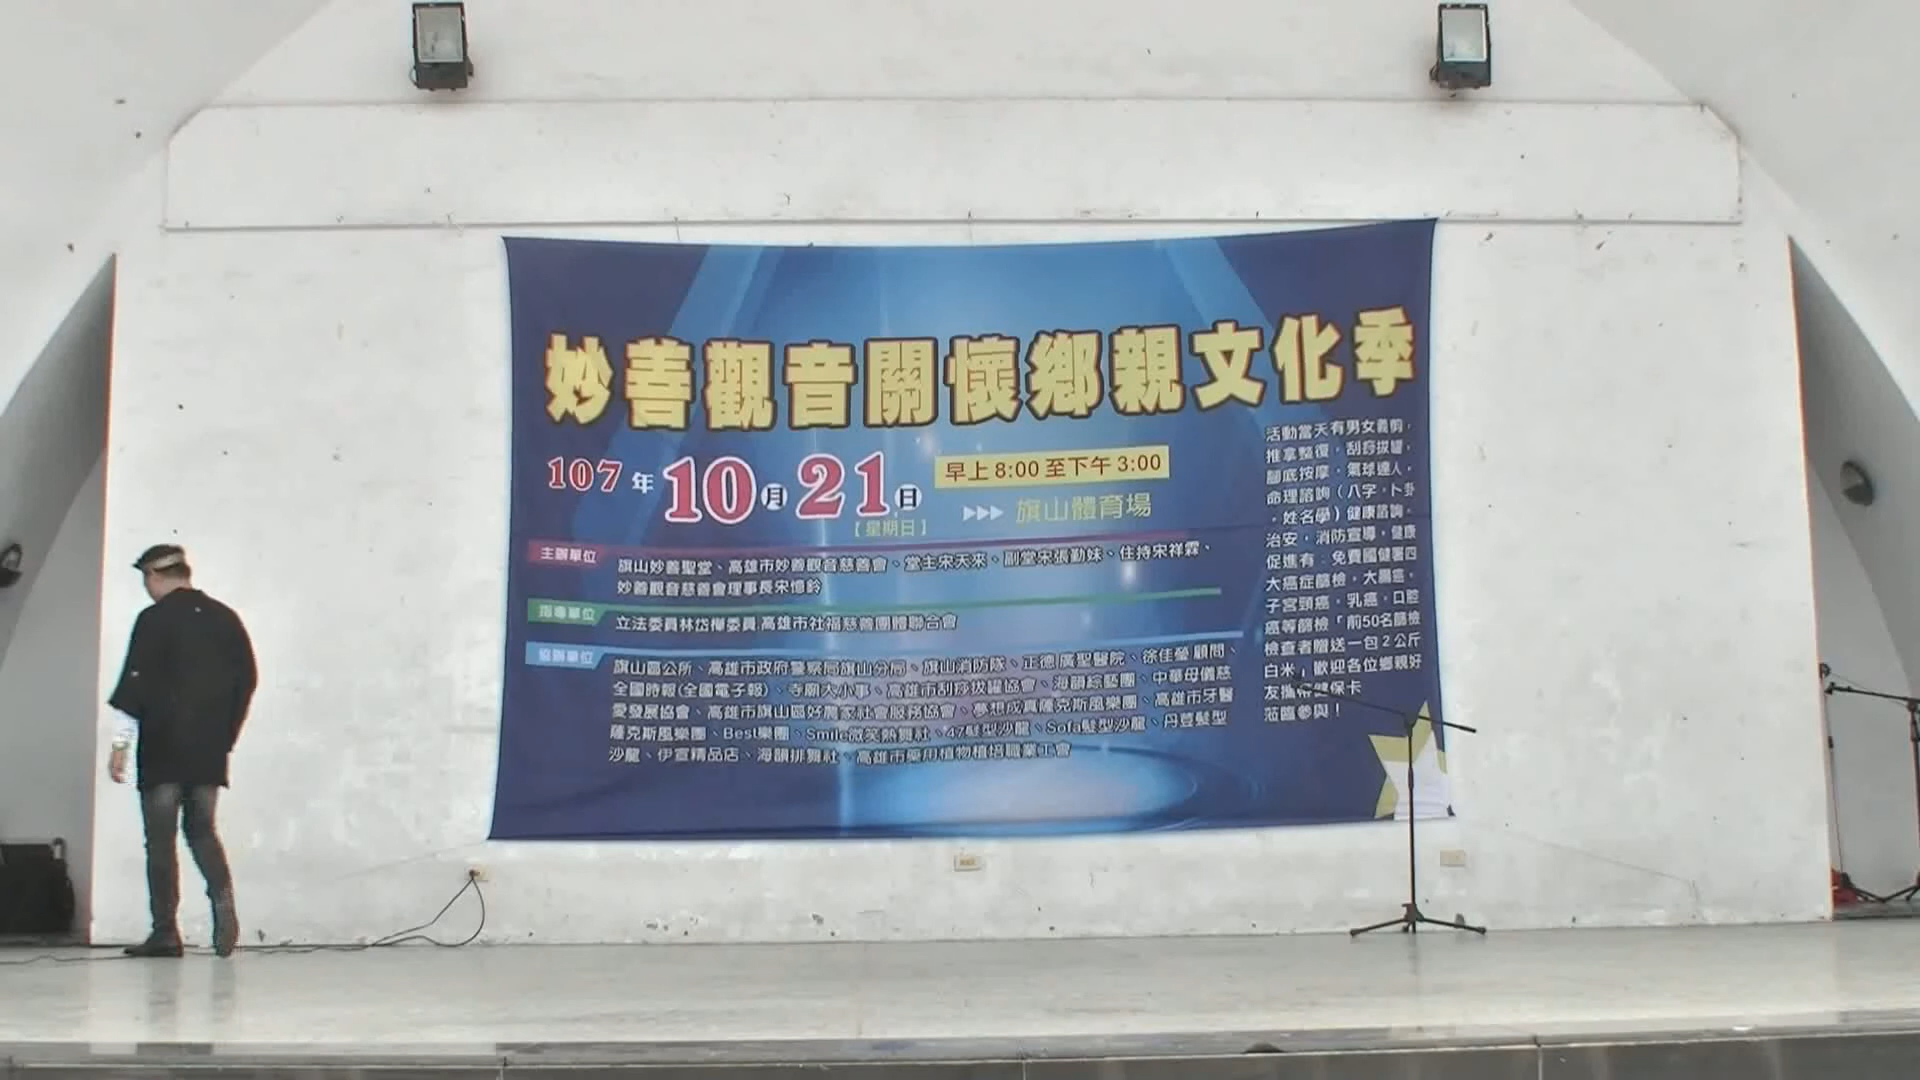 妙善觀音關懷鄉親文化季
107年10月21日
【星期日】
早上8:00至下午3:00
旗山體育場
主辦單位
旗山妙善聖堂、高雄市妙善觀音慈善會、堂主宋天來、副堂宋張勤妹、住持宋祥霖、
妙善觀音慈善會理事長宋憶鈴
指導單位
立法委員林岱樺委員.高雄市社福慈善團體聯合會
協辦單位
旗山區公所、高雄市政府警察局旗山分局、旗山消防隊、正德廣聖醫院、徐佳瑩顧問、
全國時報(全國電子報)、寺廟大小事、高雄市刮痧拔罐協會、海韻綜藝團、中華母儀慈
愛發展協會、高雄市旗山區好農家社會服務協會、夢想成真薩克斯風樂團、高雄市牙醫
薩克斯風樂團、Best樂團、Smile微笑熱舞社、47髮型沙龍、Sofa髮型沙龍、丹荳髮型
沙龍、伊宣精品店、海韻排舞社、高雄市藥用植物植培職業工會
活動當天有男女義剪，
推拿整復，刮痧拔罐，
腳底按摩，氣球達人，
命理諮詢（八字，卜卦
，姓名學）健康諮詢，
治安，消防宣導，健康
促進有：免費國健署四
大癌症篩檢，大腸癌，
子宮頸癌，乳癌，口腔
癌等篩檢「前50名篩檢
檢查者贈送一包2公斤
白米」歡迎各位鄉親好
友攜帶健保卡
蒞臨參與！